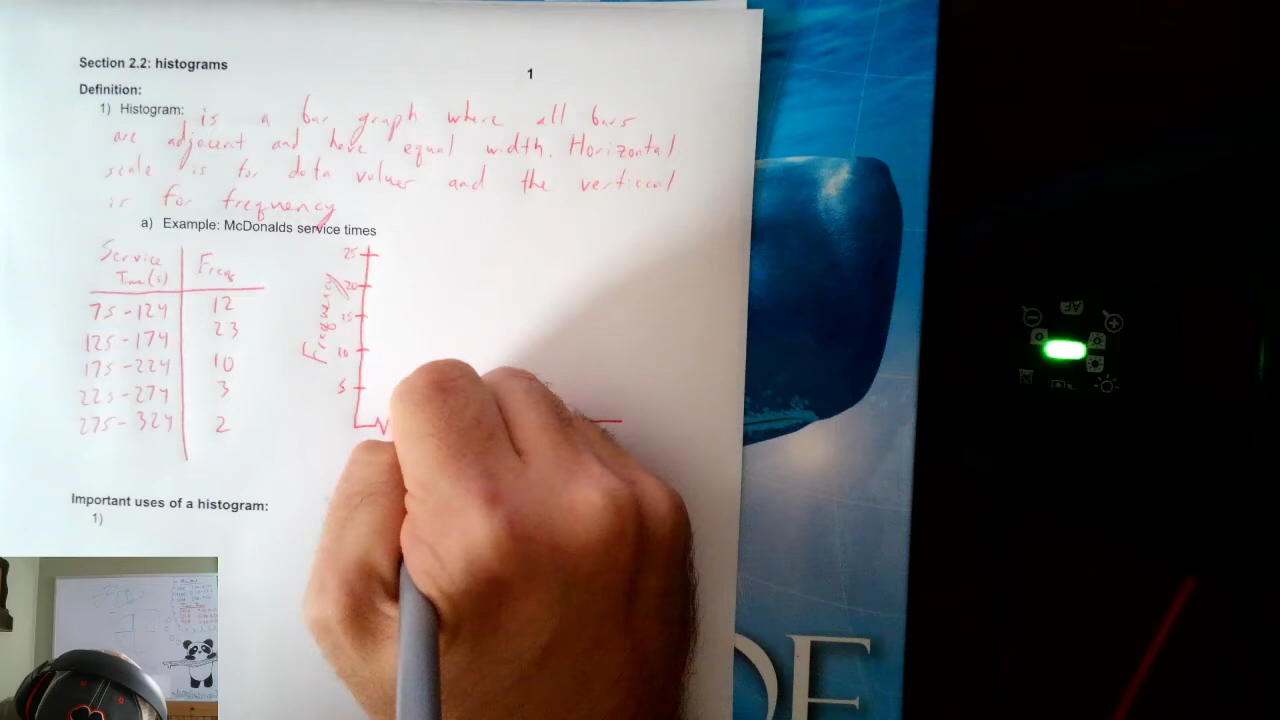 Section 2.2: histograms
1
Definition:
1) Histogram: is a bar graph where all bars
are adjacent and have equal width. Horizontal
scale is for data values and the verticcal
is for frequency
a) Example: McDonalds service times
Service Time(s) Freq
75-124 12
125-174 23
175-224 10
225-274 3
275-324 2
Frequency
25
20
15
10
5
Important uses of a histogram:
1)
DE
AF